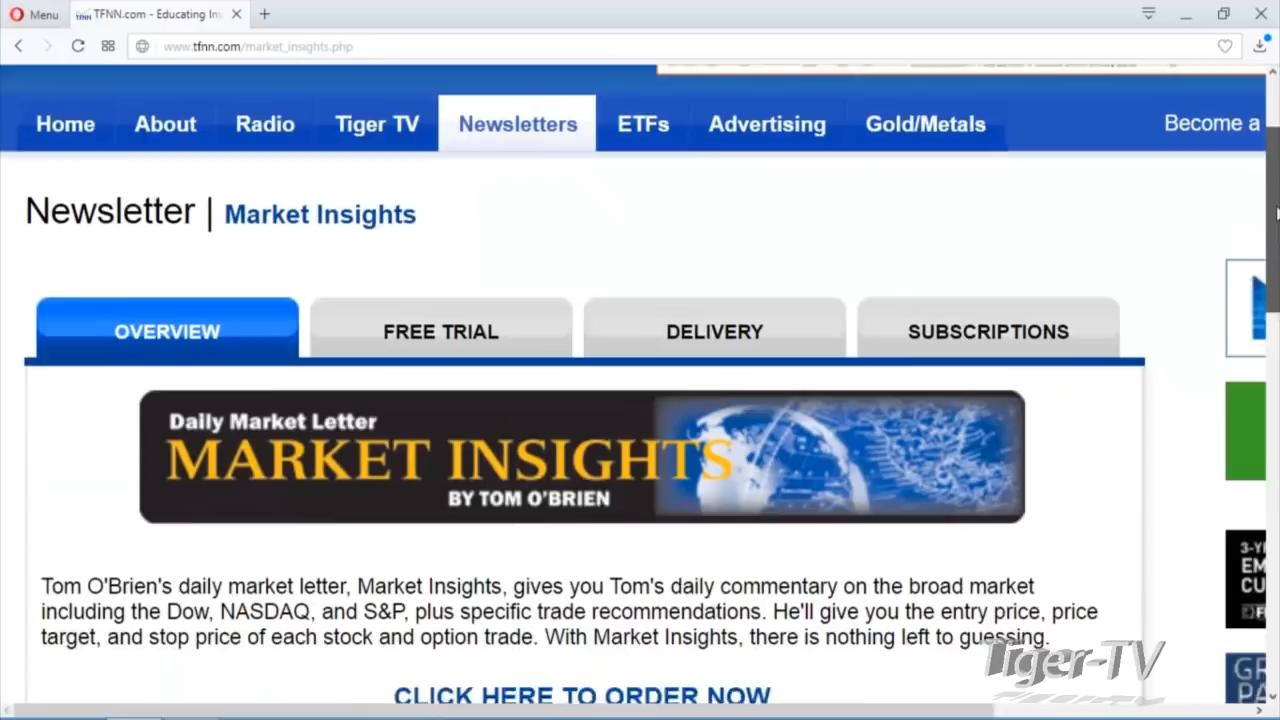 Menu
TFNN.com - Educating In
www.tfnn.com/market_insights.php
Home About Radio Tiger TV Newsletters ETFs Advertising Gold/Metals Become a
Newsletter | Market Insights
OVERVIEW FREE TRIAL DELIVERY SUBSCRIPTIONS
Daily Market Letter
MARKET INSIGHTS
BY TOM O'BRIEN
Tom O'Brien's daily market letter, Market Insights, gives you Tom's daily commentary on the broad market
including the Dow, NASDAQ, and S&P, plus specific trade recommendations. He'll give you the entry price, price
target, and stop price of each stock and option trade. With Market Insights, there is nothing left to guessing.
CLICK HERE TO ORDER NOW
3-Y
EM
CU
GR
PA
Tiger-TV